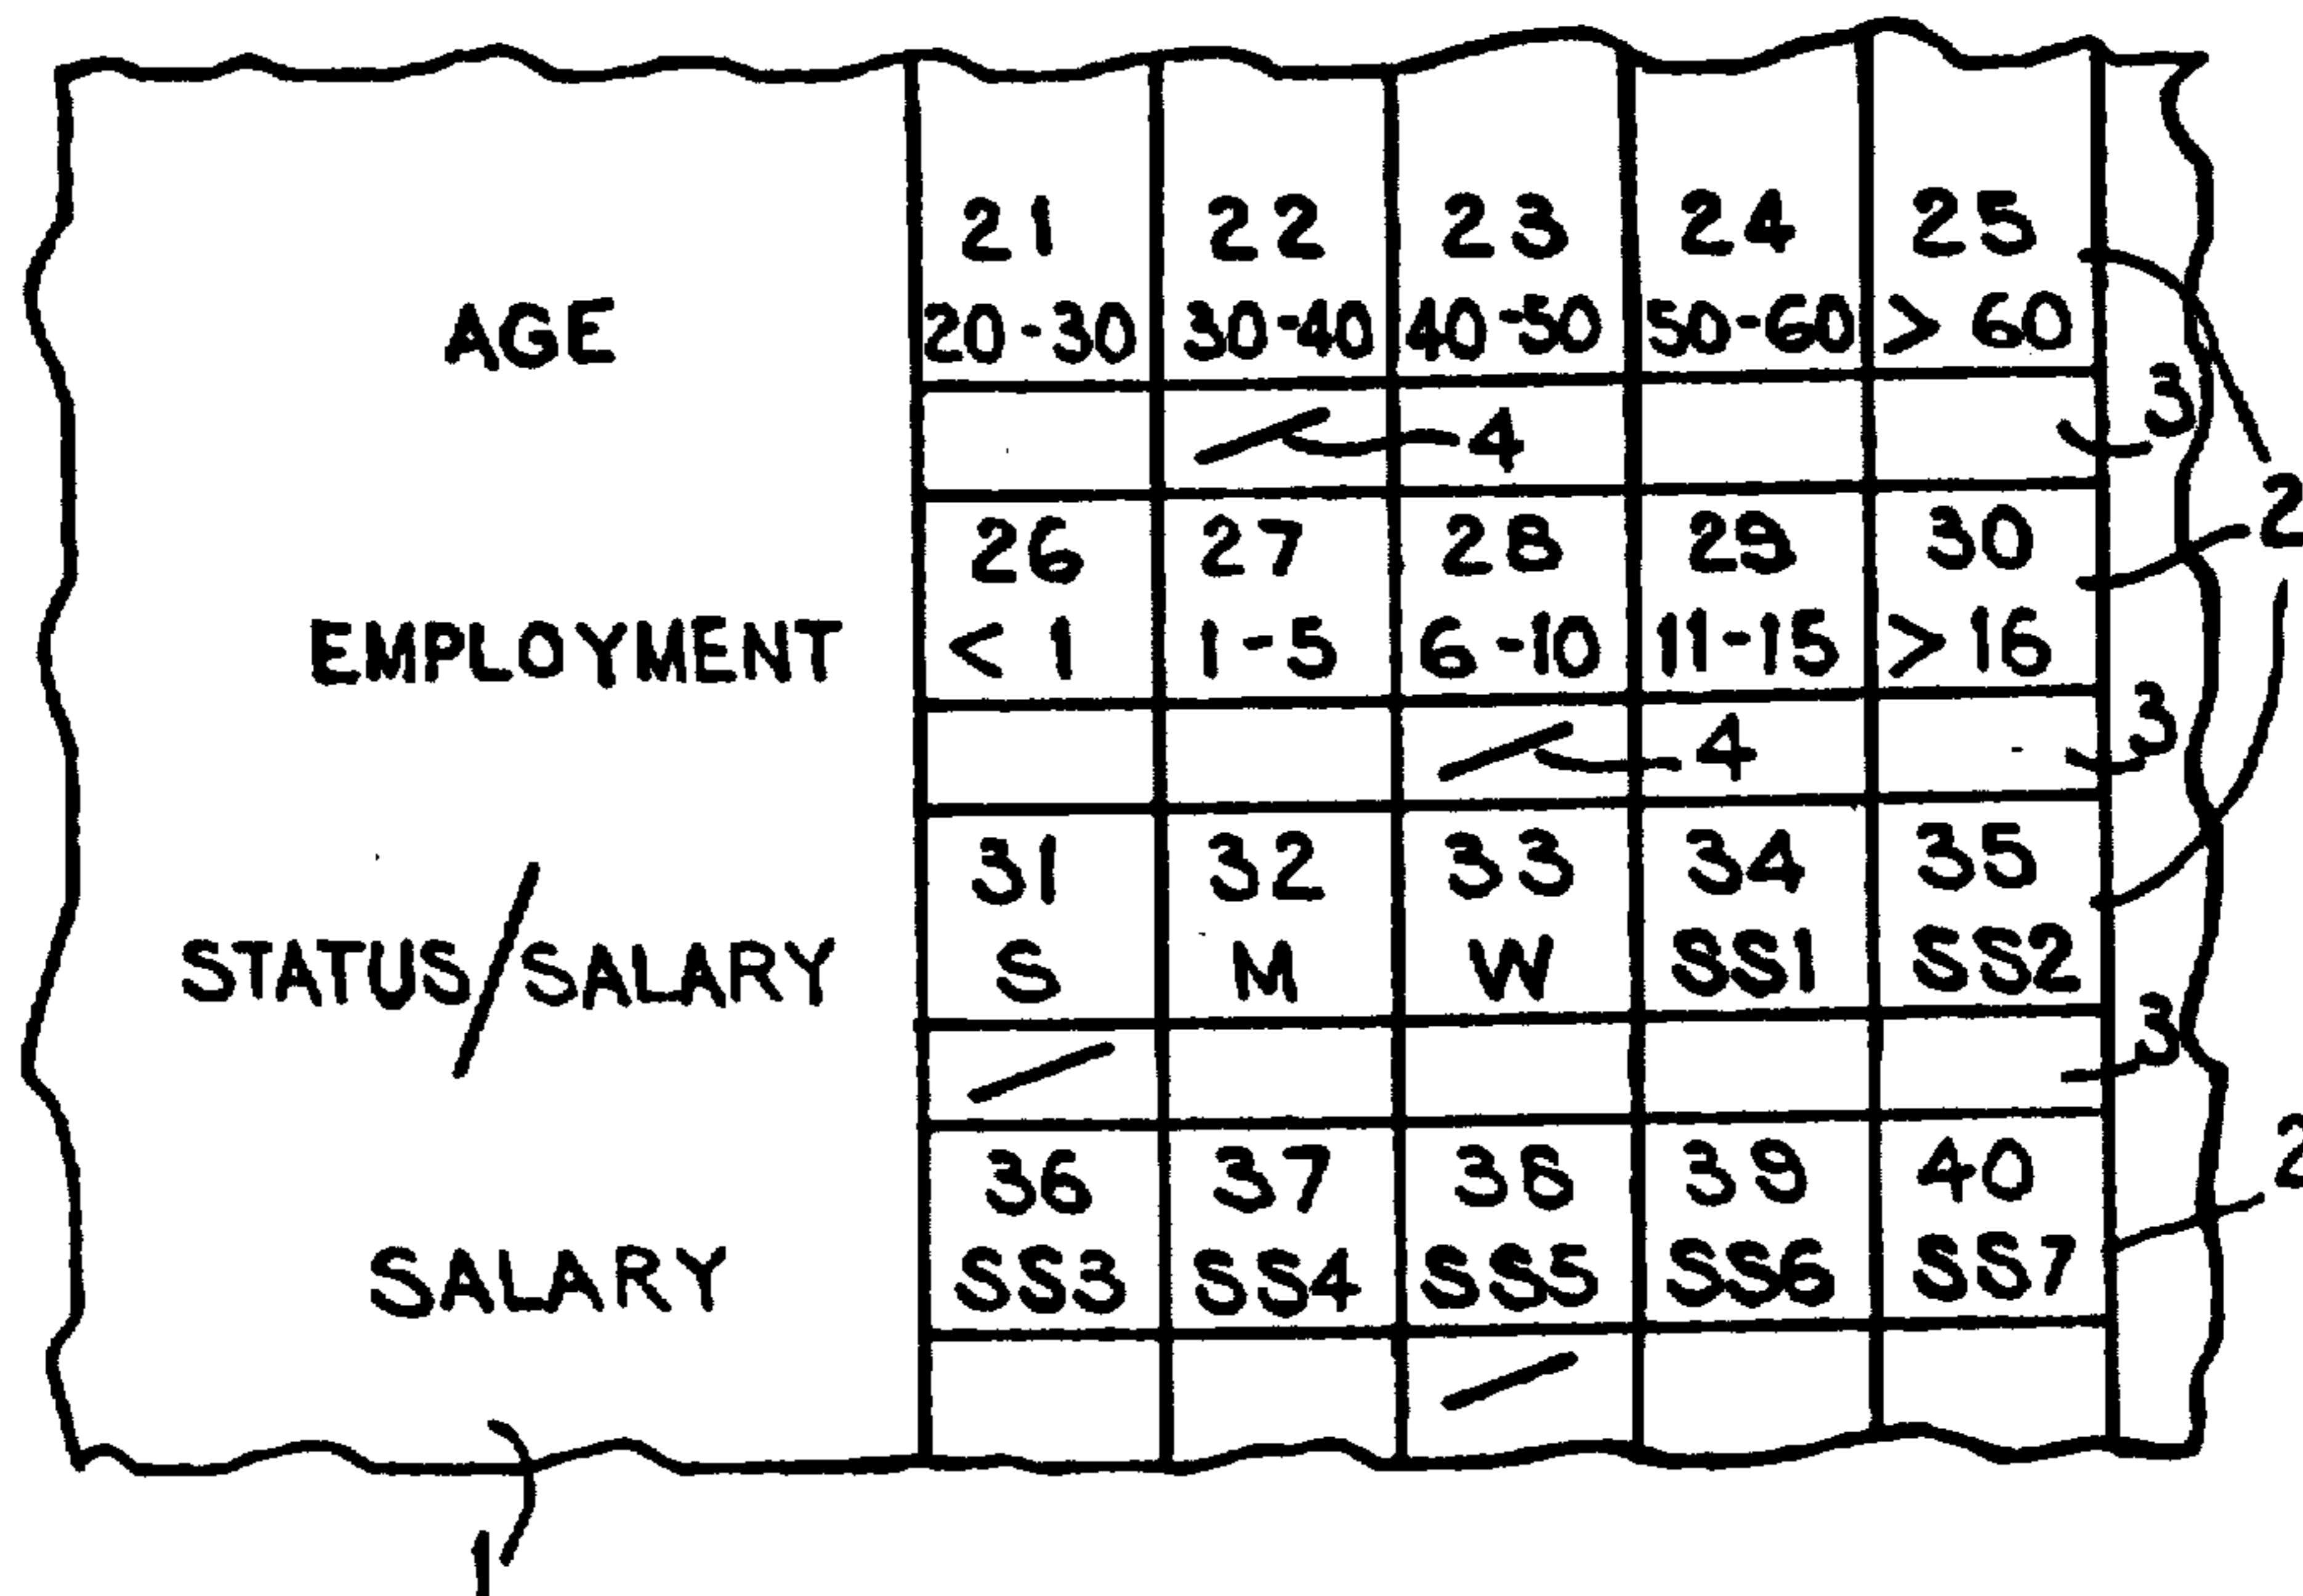 21 22 23 24 25
AGE 20-30 30-40 40-50 50-60 > 60
3
4
2
26 27 28 29 30
EMPLOYMENT < 1 1-5 6-10 11-15 > 16
3
4
31 32 33 34 35
STATUS/SALARY S M W SS1 SS2
3
36 37 38 39 40
2
SALARY SS3 SS4 SS5 SS6 SS7
1